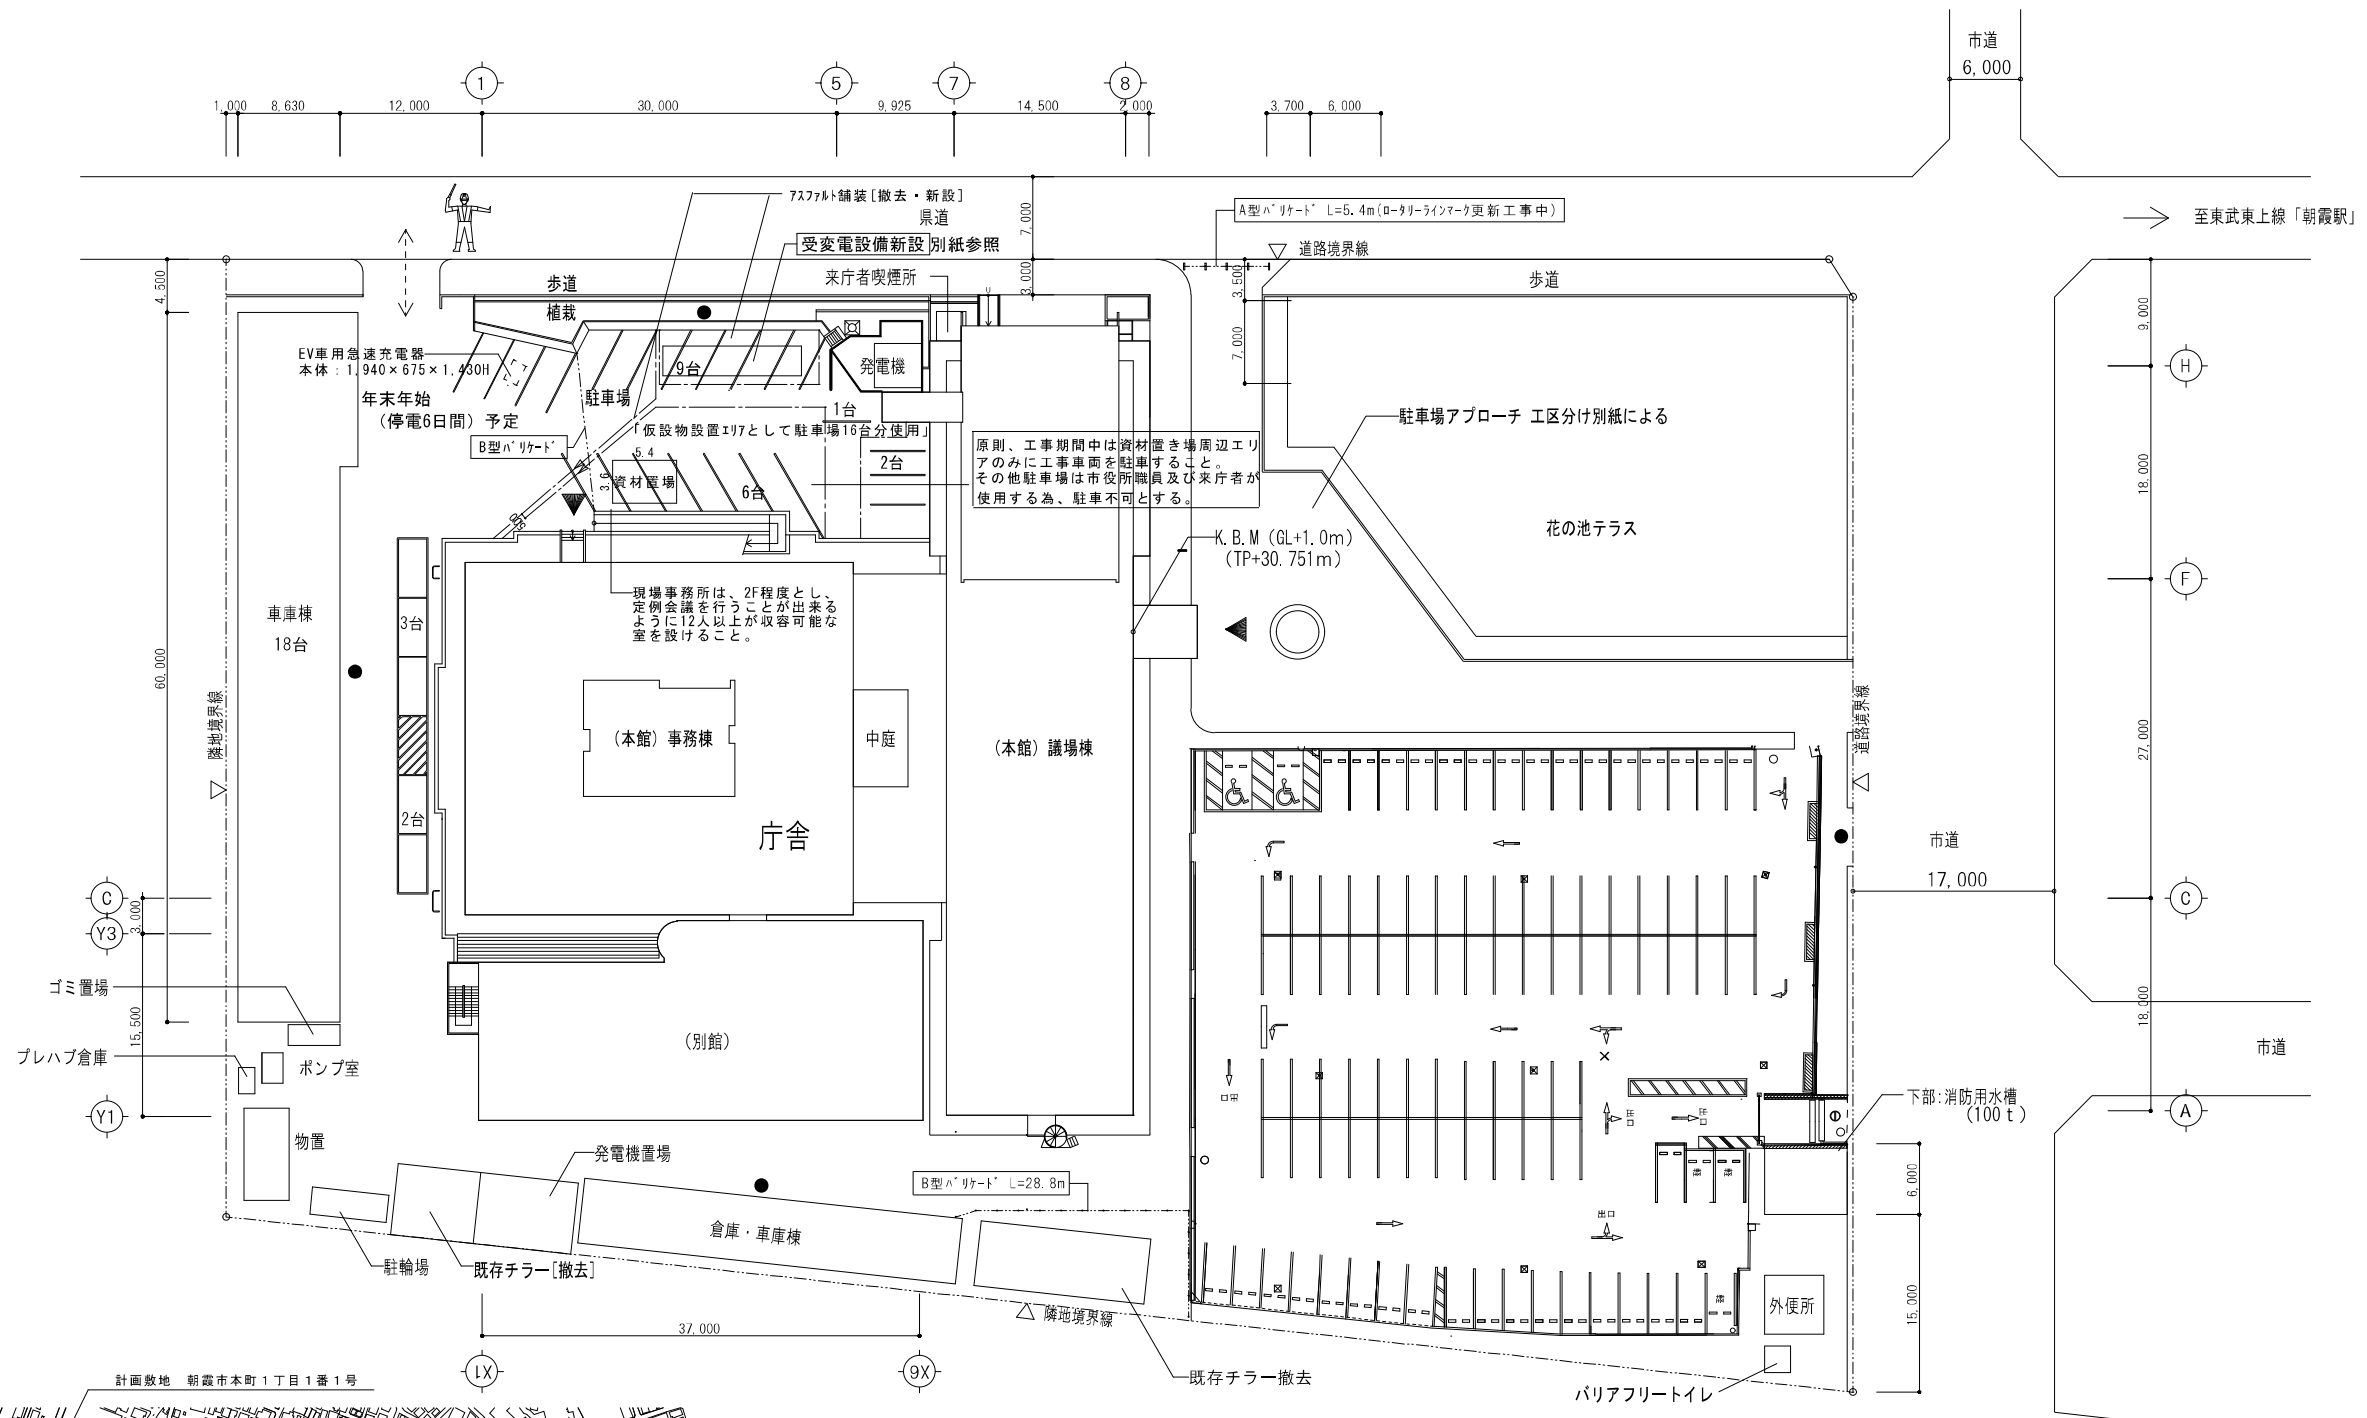 市道
6,000
1
5
7
8
1,000
8,630
12,000
30,000
9,925
14,500
2,000
3,700
6,000
アスファルト舗装[撤去・新設]
県道
7,000
A型バリケード L=5.4m(ロータリーラインマーク更新工事中)
至東武東上線「朝霞駅」
受変電設備新設 別紙参照
道路境界線
来庁者喫煙所
歩道
歩道
植栽
4,500
3,000
3,500
7,000
9,000
H
EV車用急速充電器
本体：1,940×675×1,430H
9台
発電機
年末年始
(停電6日間) 予定
駐車場
1台
「仮設物設置エリアとして駐車場16台分使用」
駐車場アプローチ 工区分け別紙による
B型バリケード
5.4
3.6
資材置場
6台
2台
原則、工事期間中は資材置き場周辺エリ
アのみに工事車両を駐車すること。
その他駐車場は市役所職員及び来庁者が
使用する為、駐車不可とする。
18,000
1,500
花の池テラス
K.B.M (GL+1.0m)
(TP+30.751m)
F
現場事務所は、2F程度とし、
定例会議を行うことが出来る
ように12人以上が収容可能な
室を設けること。
車庫棟
18台
3台
60,000
隣地境界線
(本館) 事務棟
中庭
(本館) 議場棟
道路境界線
27,000
2台
庁舎
市道
17,000
C
3,000
Y3
C
ゴミ置場
15,500
プレハブ倉庫
ポンプ室
(別館)
18,000
市道
出口
出口
出口
下部:消防用水槽
(100ｔ)
Y1
A
物置
発電機置場
B型バリケード L=28.8m
軽
軽
6,000
出口
倉庫・車庫棟
駐輪場
既存チラー[撤去]
軽
外便所
15,000
隣地境界線
37,000
X1
X6
既存チラー撤去
バリアフリートイレ
計画敷地 朝霞市本町1丁目1番1号